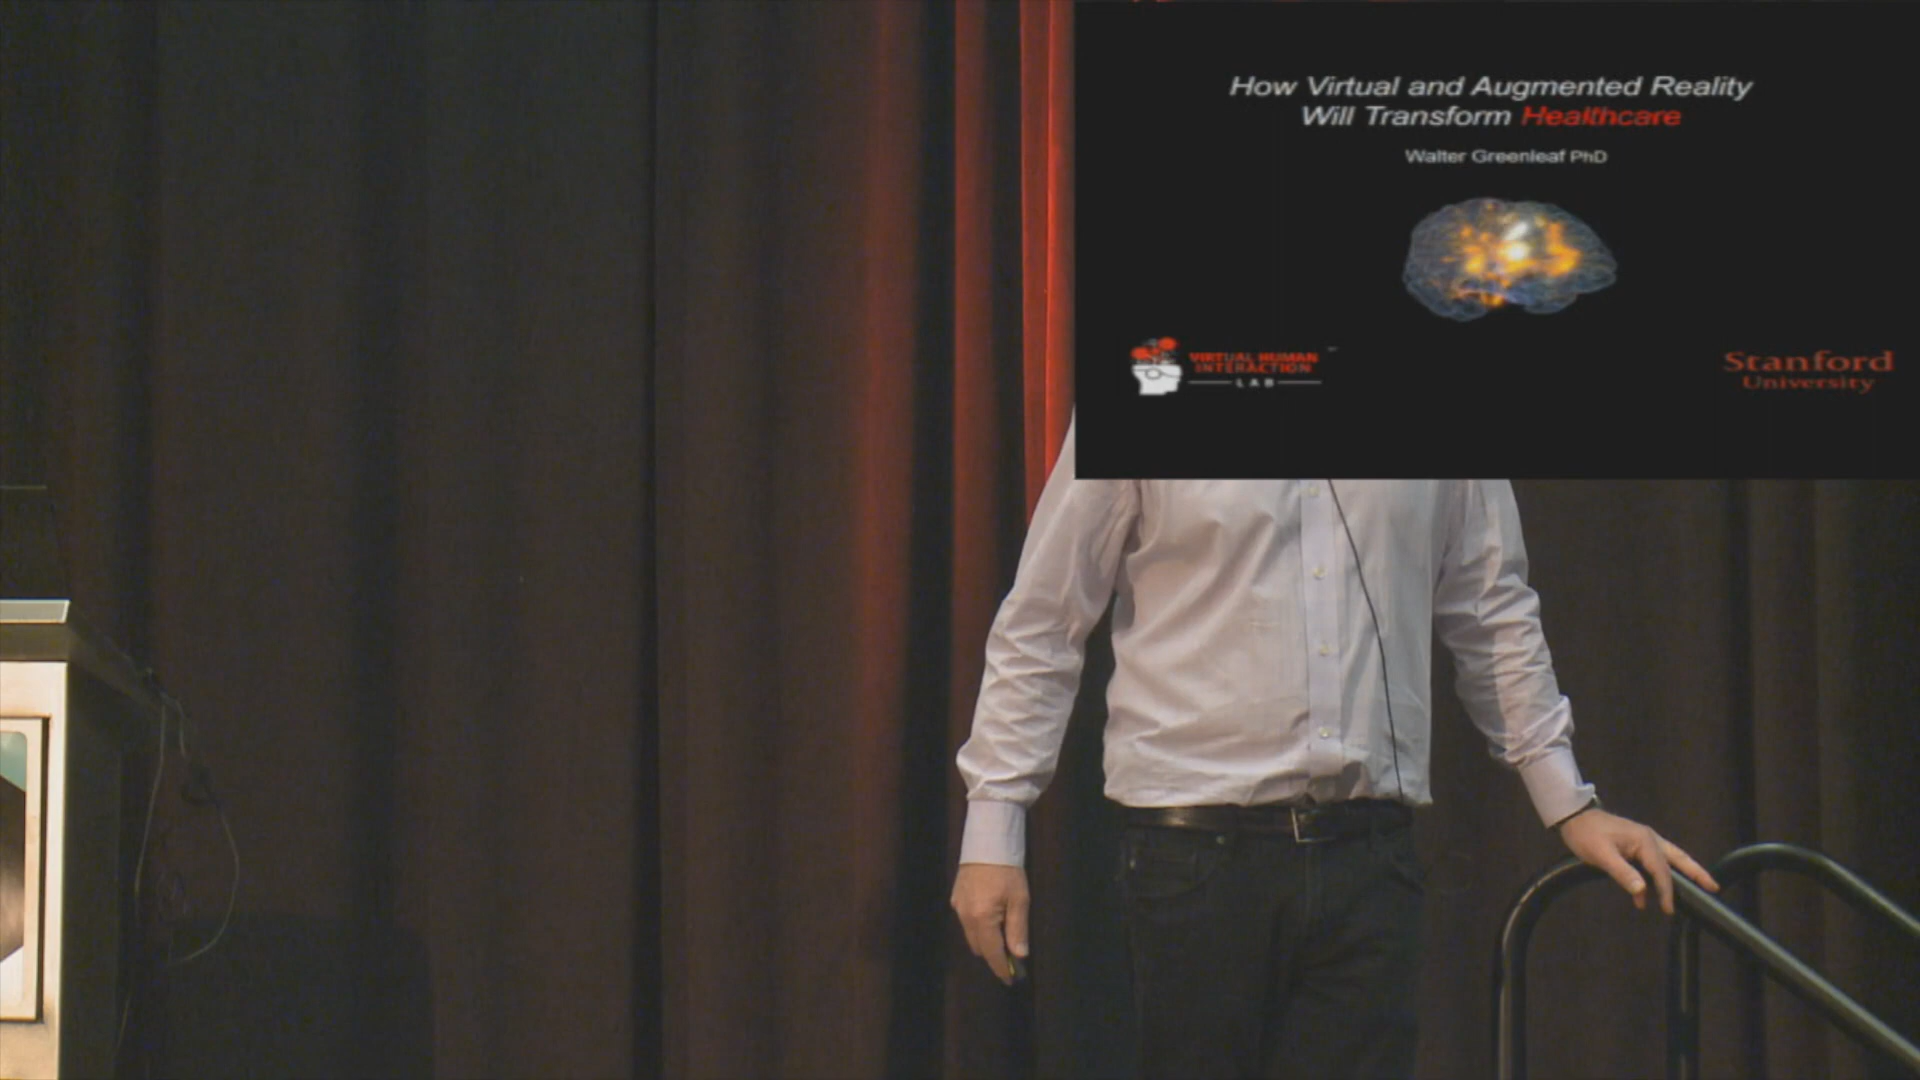 How Virtual and Augmented Reality
Will Transform Healthcare
Walter Greenleaf PhD
VIRTUAL HUMAN
INTERACTION
LAB
Stanford
University